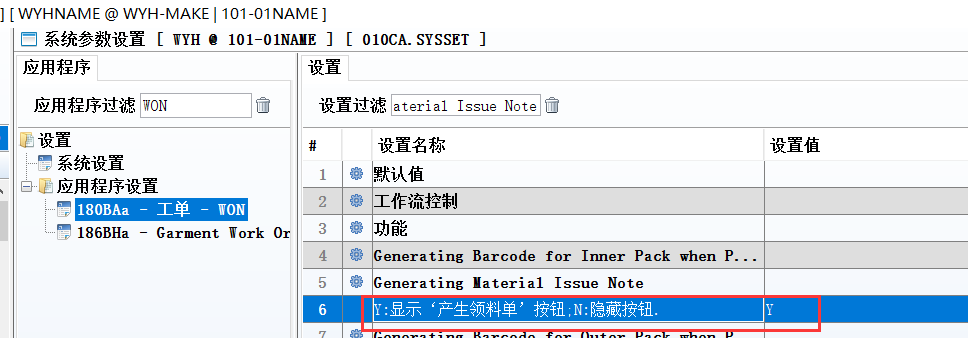 ] [ WYHNAME @ WYH-MAKE | 101-01NAME ]
系统参数设置 [ WYH @ 101-01NAME ] [ 010CA.SYSSET ]
应用程序
应用程序过滤 WON
设置
系统设置
应用程序设置
180BAa - 工单 - WON
186BHa - Garment Work Or
设置
设置过滤 aterial Issue Note
# 设置名称 设置值
1 默认值
2 工作流控制
3 功能
4 Generating Barcode for Inner Pack when P...
5 Generating Material Issue Note
6 Y:显示‘产生领料单’按钮;N:隐藏按钮. Y
7 Generating Barcode for Outer Pack when P...